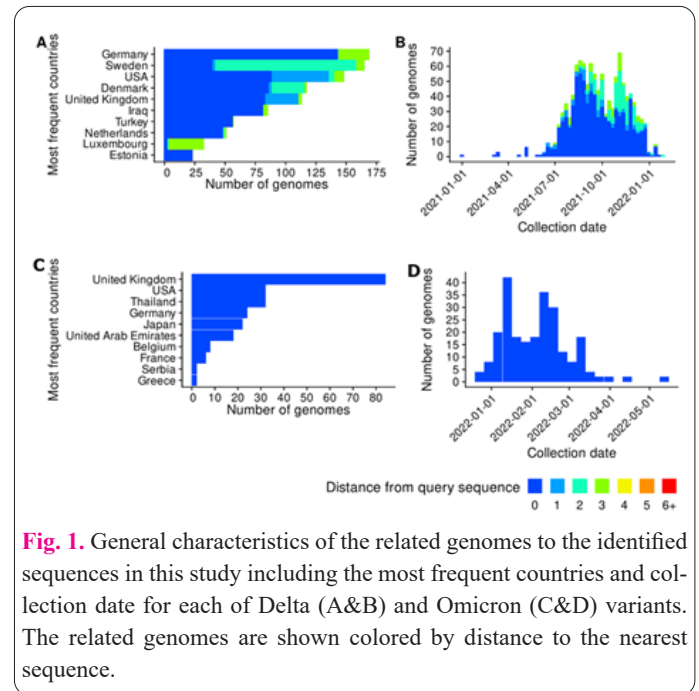 A
Most frequent countries
Germany
Sweden
USA
Denmark
United Kingdom
Iraq
Turkey
Netherlands
Luxembourg
Estonia
0 25 50 75 100 125 150 175
Number of genomes
B
Number of genomes
70
60
50
40
30
20
10
0
2021-01-01 2021-04-01 2021-07-01 2021-10-01 2022-01-01
Collection date
C
Most frequent countries
United Kingdom
USA
Thailand
Germany
Japan
United Arab Emirates
Belgium
France
Serbia
Greece
0 10 20 30 40 50 60 70 80
Number of genomes
D
Number of genomes
40
35
30
25
20
15
10
5
0
2022-01-01 2022-02-01 2022-03-01 2022-04-01 2022-05-01
Collection date
Distance from query sequence
0 1 2 3 4 5 6+
Fig. 1. General characteristics of the related genomes to the identified
sequences in this study including the most frequent countries and col-
lection date for each of Delta (A&B) and Omicron (C&D) variants.
The related genomes are shown colored by distance to the nearest
sequence.